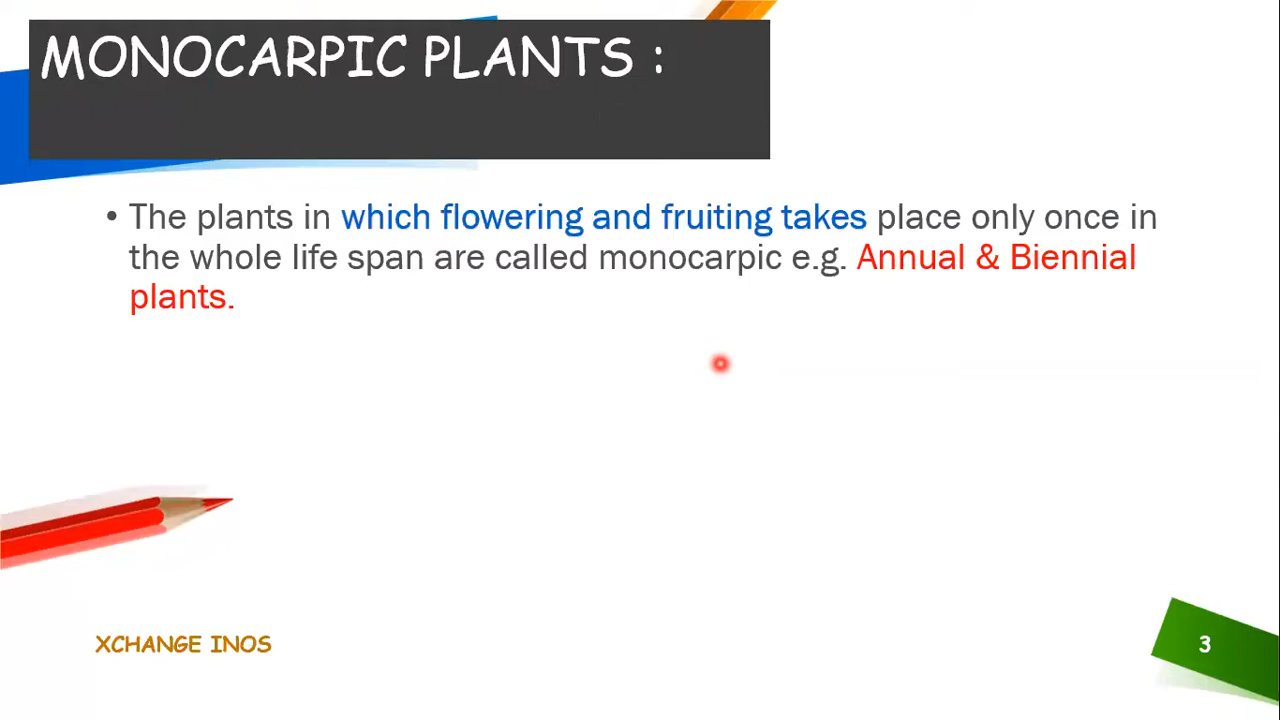 MONOCARPIC PLANTS :
• The plants in which flowering and fruiting takes place only once in
the whole life span are called monocarpic e.g. Annual & Biennial
plants.
XCHANGE INOS
3